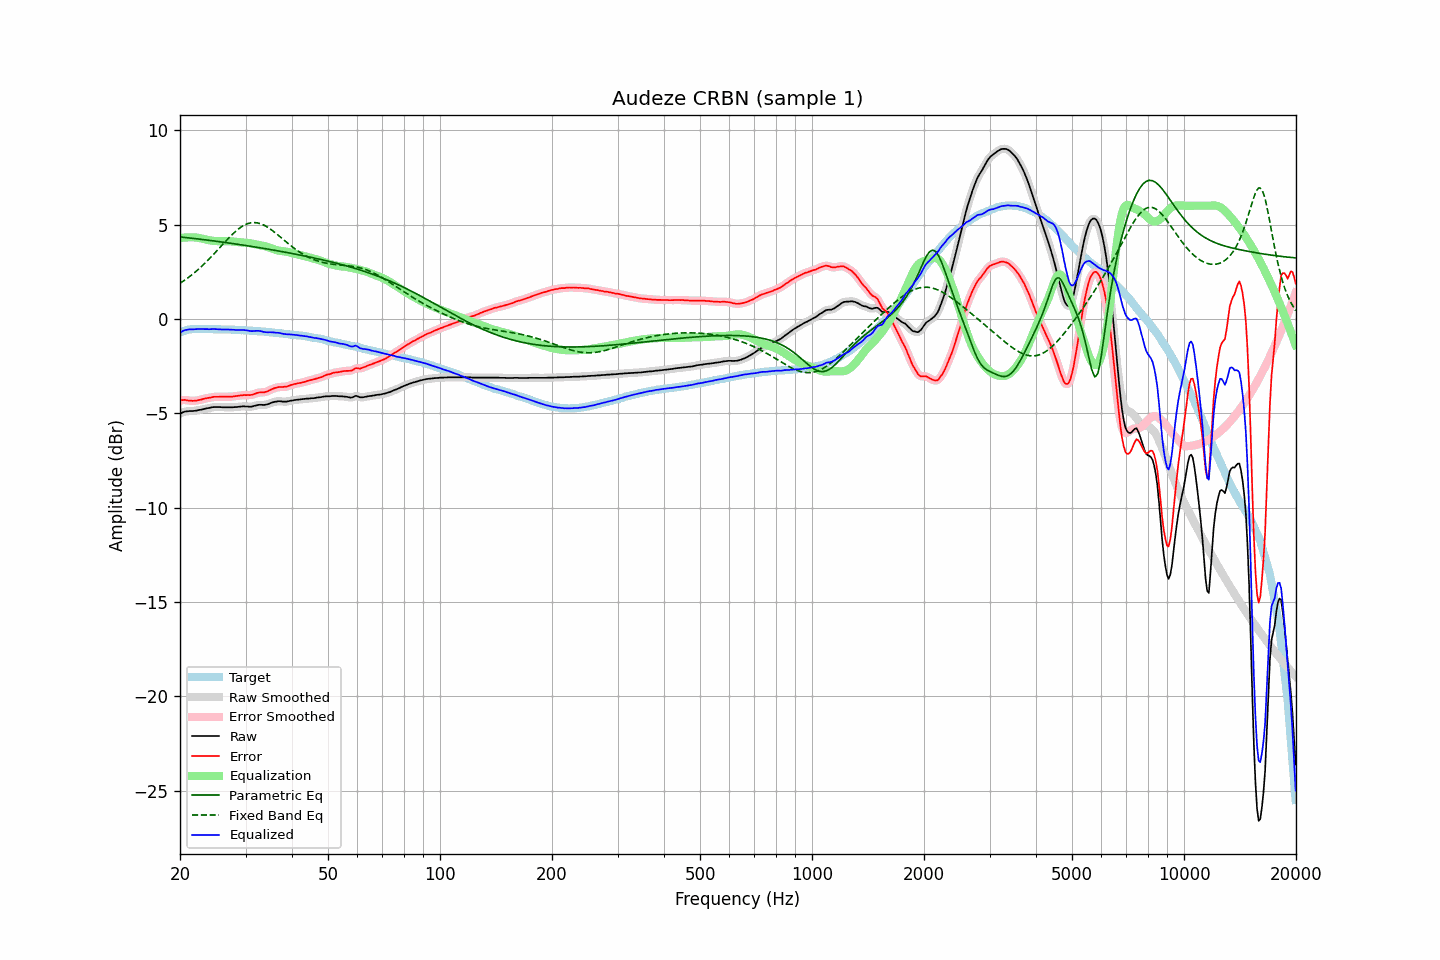 Audeze CRBN (sample 1)
10
5
0
−5
−10
−15
−20
−25
Amplitude (dBr)
Target
Raw Smoothed
Error Smoothed
Raw
Error
Equalization
Parametric Eq
Fixed Band Eq
Equalized
20 50 100 200 500 1000 2000 5000 10000 20000
Frequency (Hz)